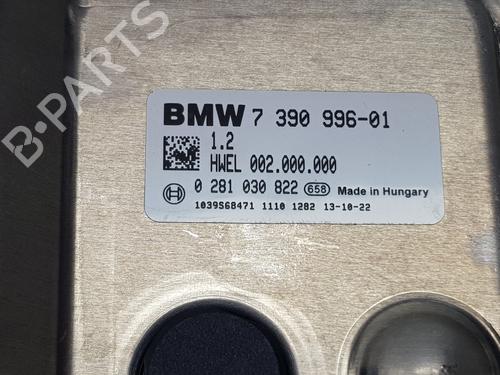 BMW 7 390 996-01
1.2
HWEL 002.000.000
0 281 030 822 658 Made in Hungary
1039S68471 1110 1282 13-10-22
B-PARTS